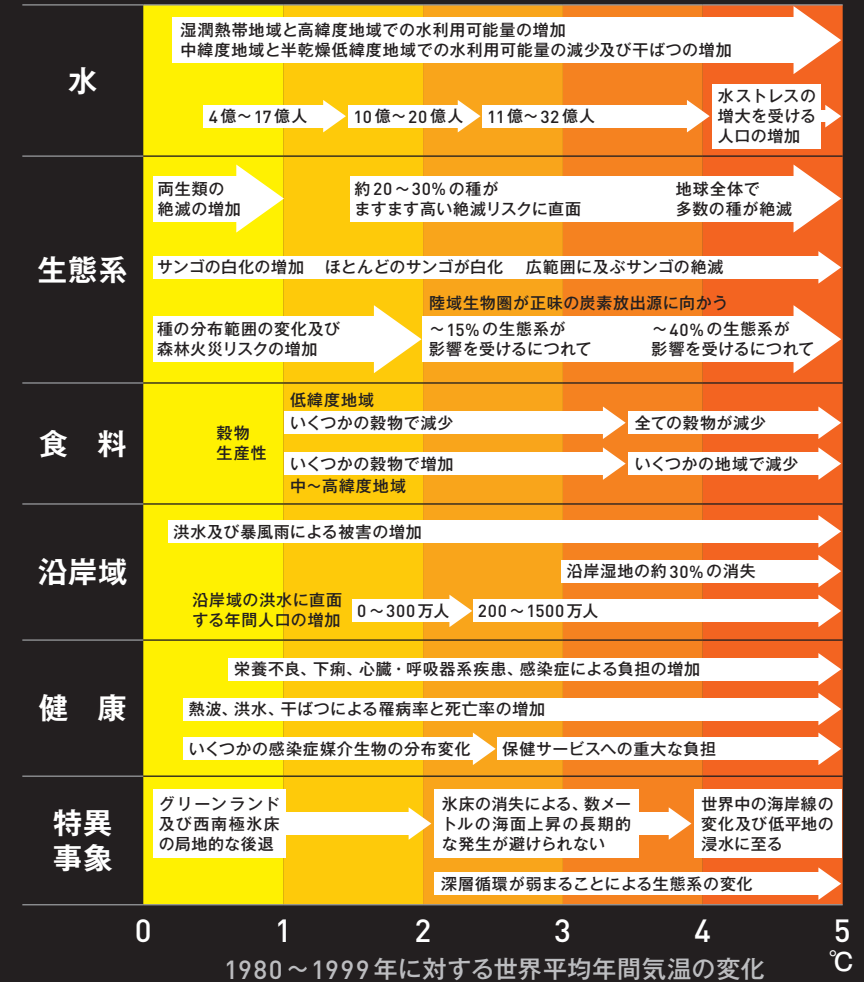 水
湿潤熱帯地域と高緯度地域での水利用可能量の増加
中緯度地域と半乾燥低緯度地域での水利用可能量の減少及び干ばつの増加
4億～17億人
10億～20億人
11億～32億人
水ストレスの
増大を受ける
人口の増加
生態系
両生類の
絶滅の増加
約20～30%の種が
ますます高い絶滅リスクに直面
地球全体で
多数の種が絶滅
サンゴの白化の増加
ほとんどのサンゴが白化
広範囲に及ぶサンゴの絶滅
陸域生物圏が正味の炭素放出源に向かう
種の分布範囲の変化及び
森林火災リスクの増加
～15%の生態系が
影響を受けるにつれて
～40%の生態系が
影響を受けるにつれて
食 料
穀物
生産性
低緯度地域
いくつかの穀物で減少
全ての穀物が減少
いくつかの穀物で増加
いくつかの地域で減少
中～高緯度地域
沿岸域
洪水及び暴風雨による被害の増加
沿岸湿地の約30%の消失
沿岸域の洪水に直面
する年間人口の増加
0～300万人
200～1500万人
健 康
栄養不良、下痢、心臓・呼吸器系疾患、感染症による負担の増加
熱波、洪水、干ばつによる罹病率と死亡率の増加
いくつかの感染症媒介生物の分布変化
保健サービスへの重大な負担
特異
事象
グリーンランド
及び西南極氷床
の局地的な後退
氷床の消失による、数メー
トルの海面上昇の長期的
な発生が避けられない
世界中の海岸線の
変化及び低平地の
浸水に至る
深層循環が弱まることによる生態系の変化
0 1 2 3 4 5
℃
1980～1999年に対する世界平均年間気温の変化